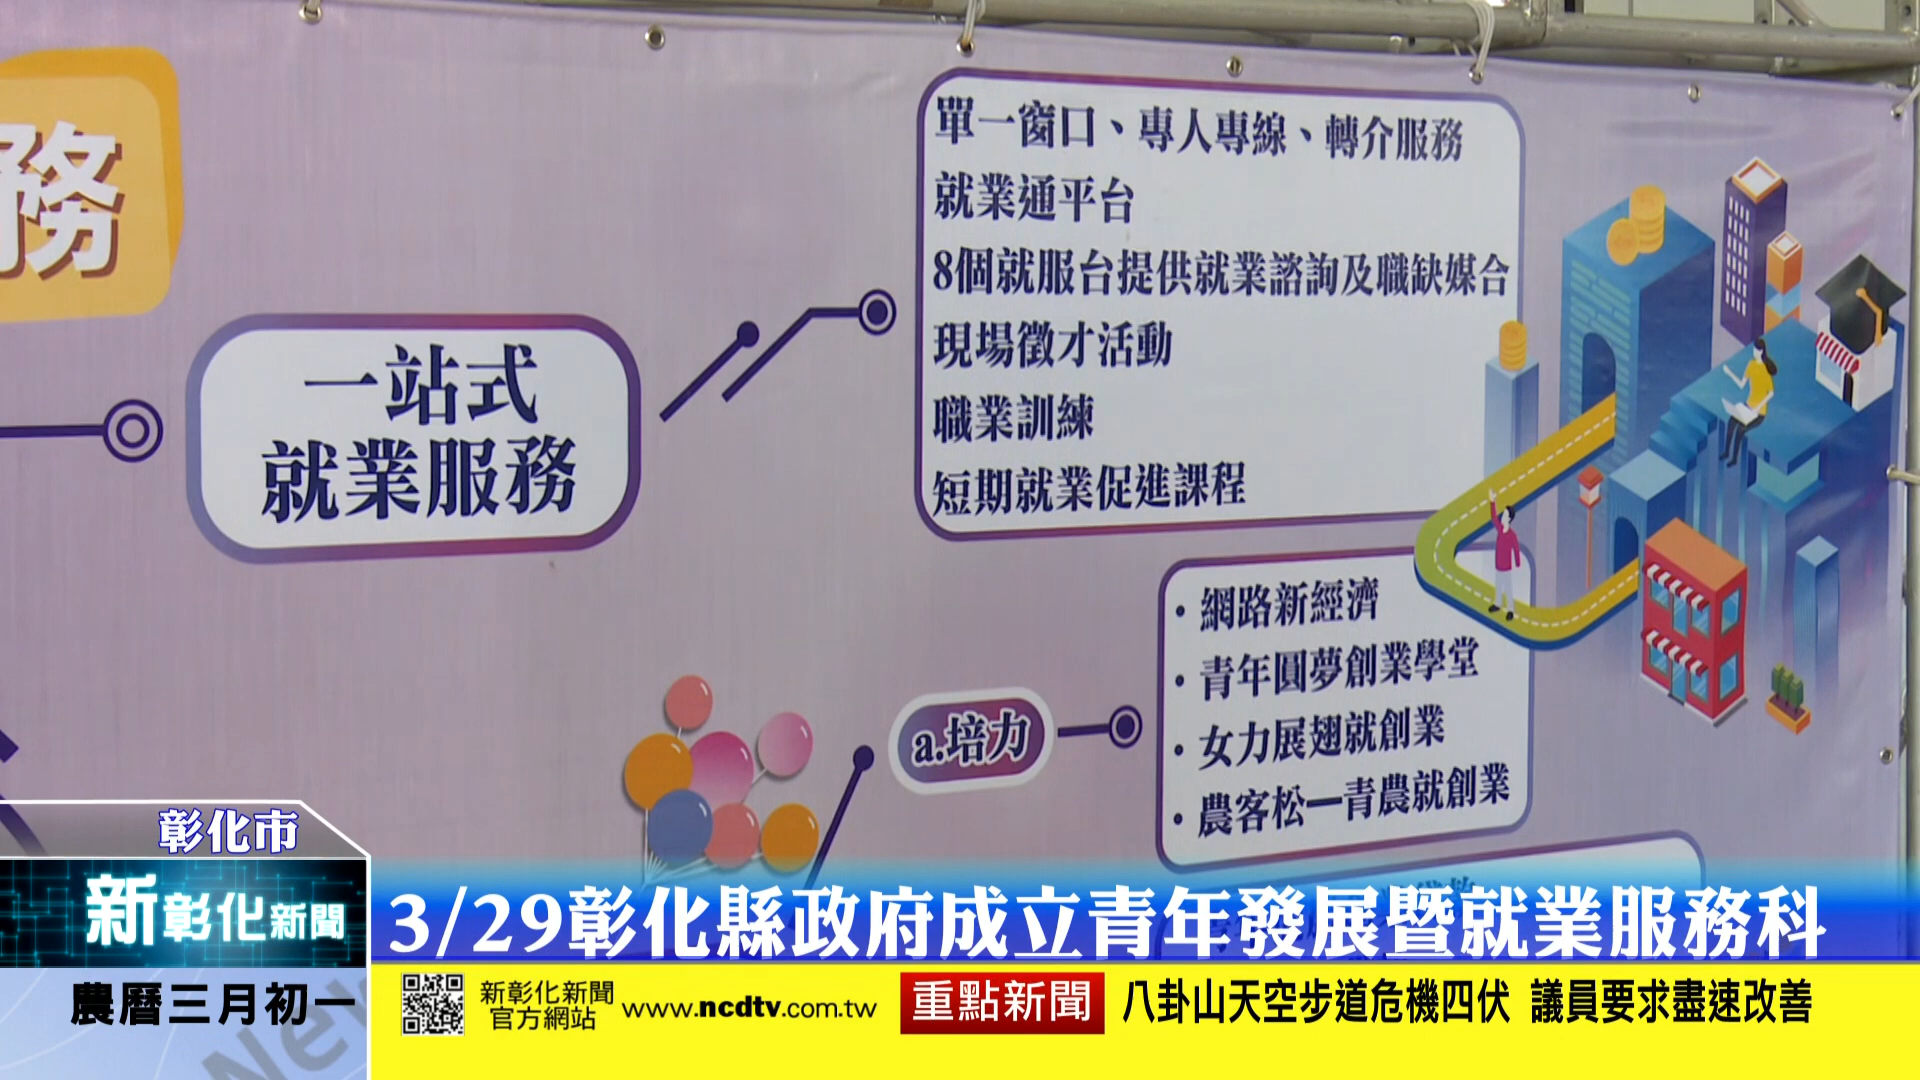 務
單一窗口、專人專線、轉介服務
就業通平台
8個就服台提供就業諮詢及職缺媒合
現場徵才活動
職業訓練
短期就業促進課程
一站式
就業服務
a.培力
・網路新經濟
・青年圓夢創業學堂
・女力展翅就創業
・農客松一青農就創業
彰化市
新彰化新聞
3/29彰化縣政府成立青年發展暨就業服務科
農曆三月初一
新彰化新聞
官方網站
www.ncdtv.com.tw
重點新聞
八卦山天空步道危機四伏 議員要求盡速改善